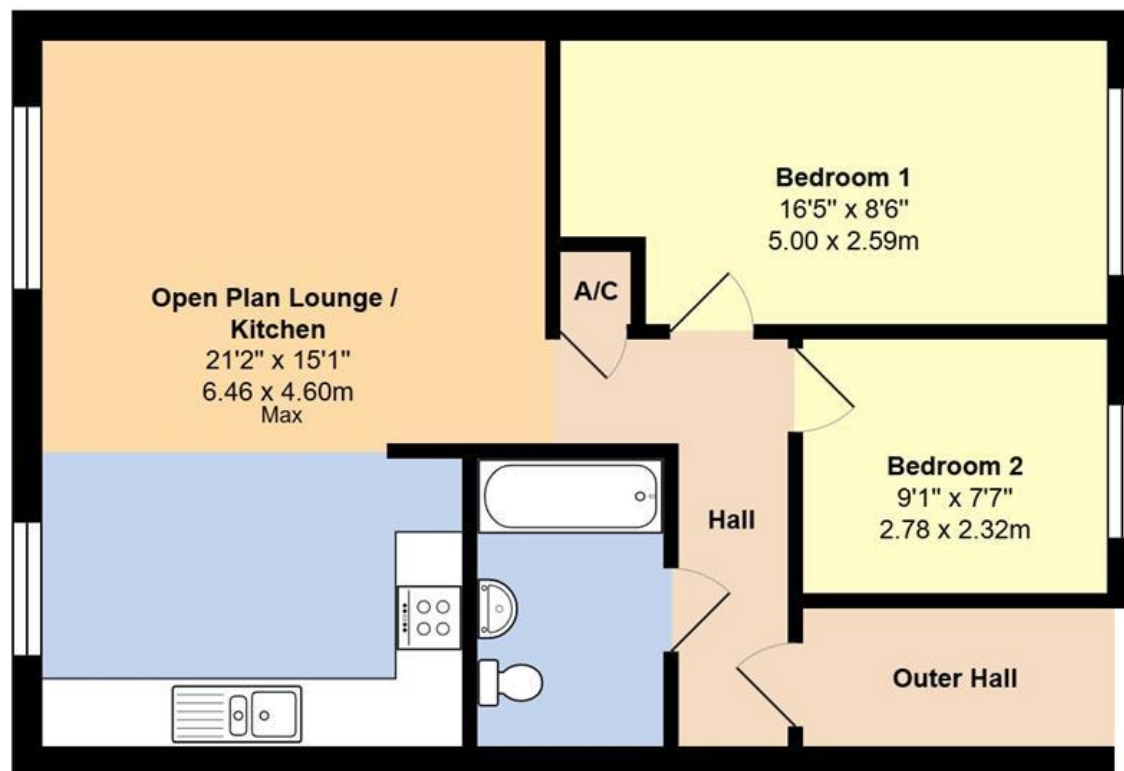 Bedroom 1
16'5" x 8'6"
5.00 x 2.59m
A/C
Open Plan Lounge /
Kitchen
21'2" x 15'1"
6.46 x 4.60m
Max
Bedroom 2
9'1" x 7'7"
2.78 x 2.32m
Hall
Outer Hall